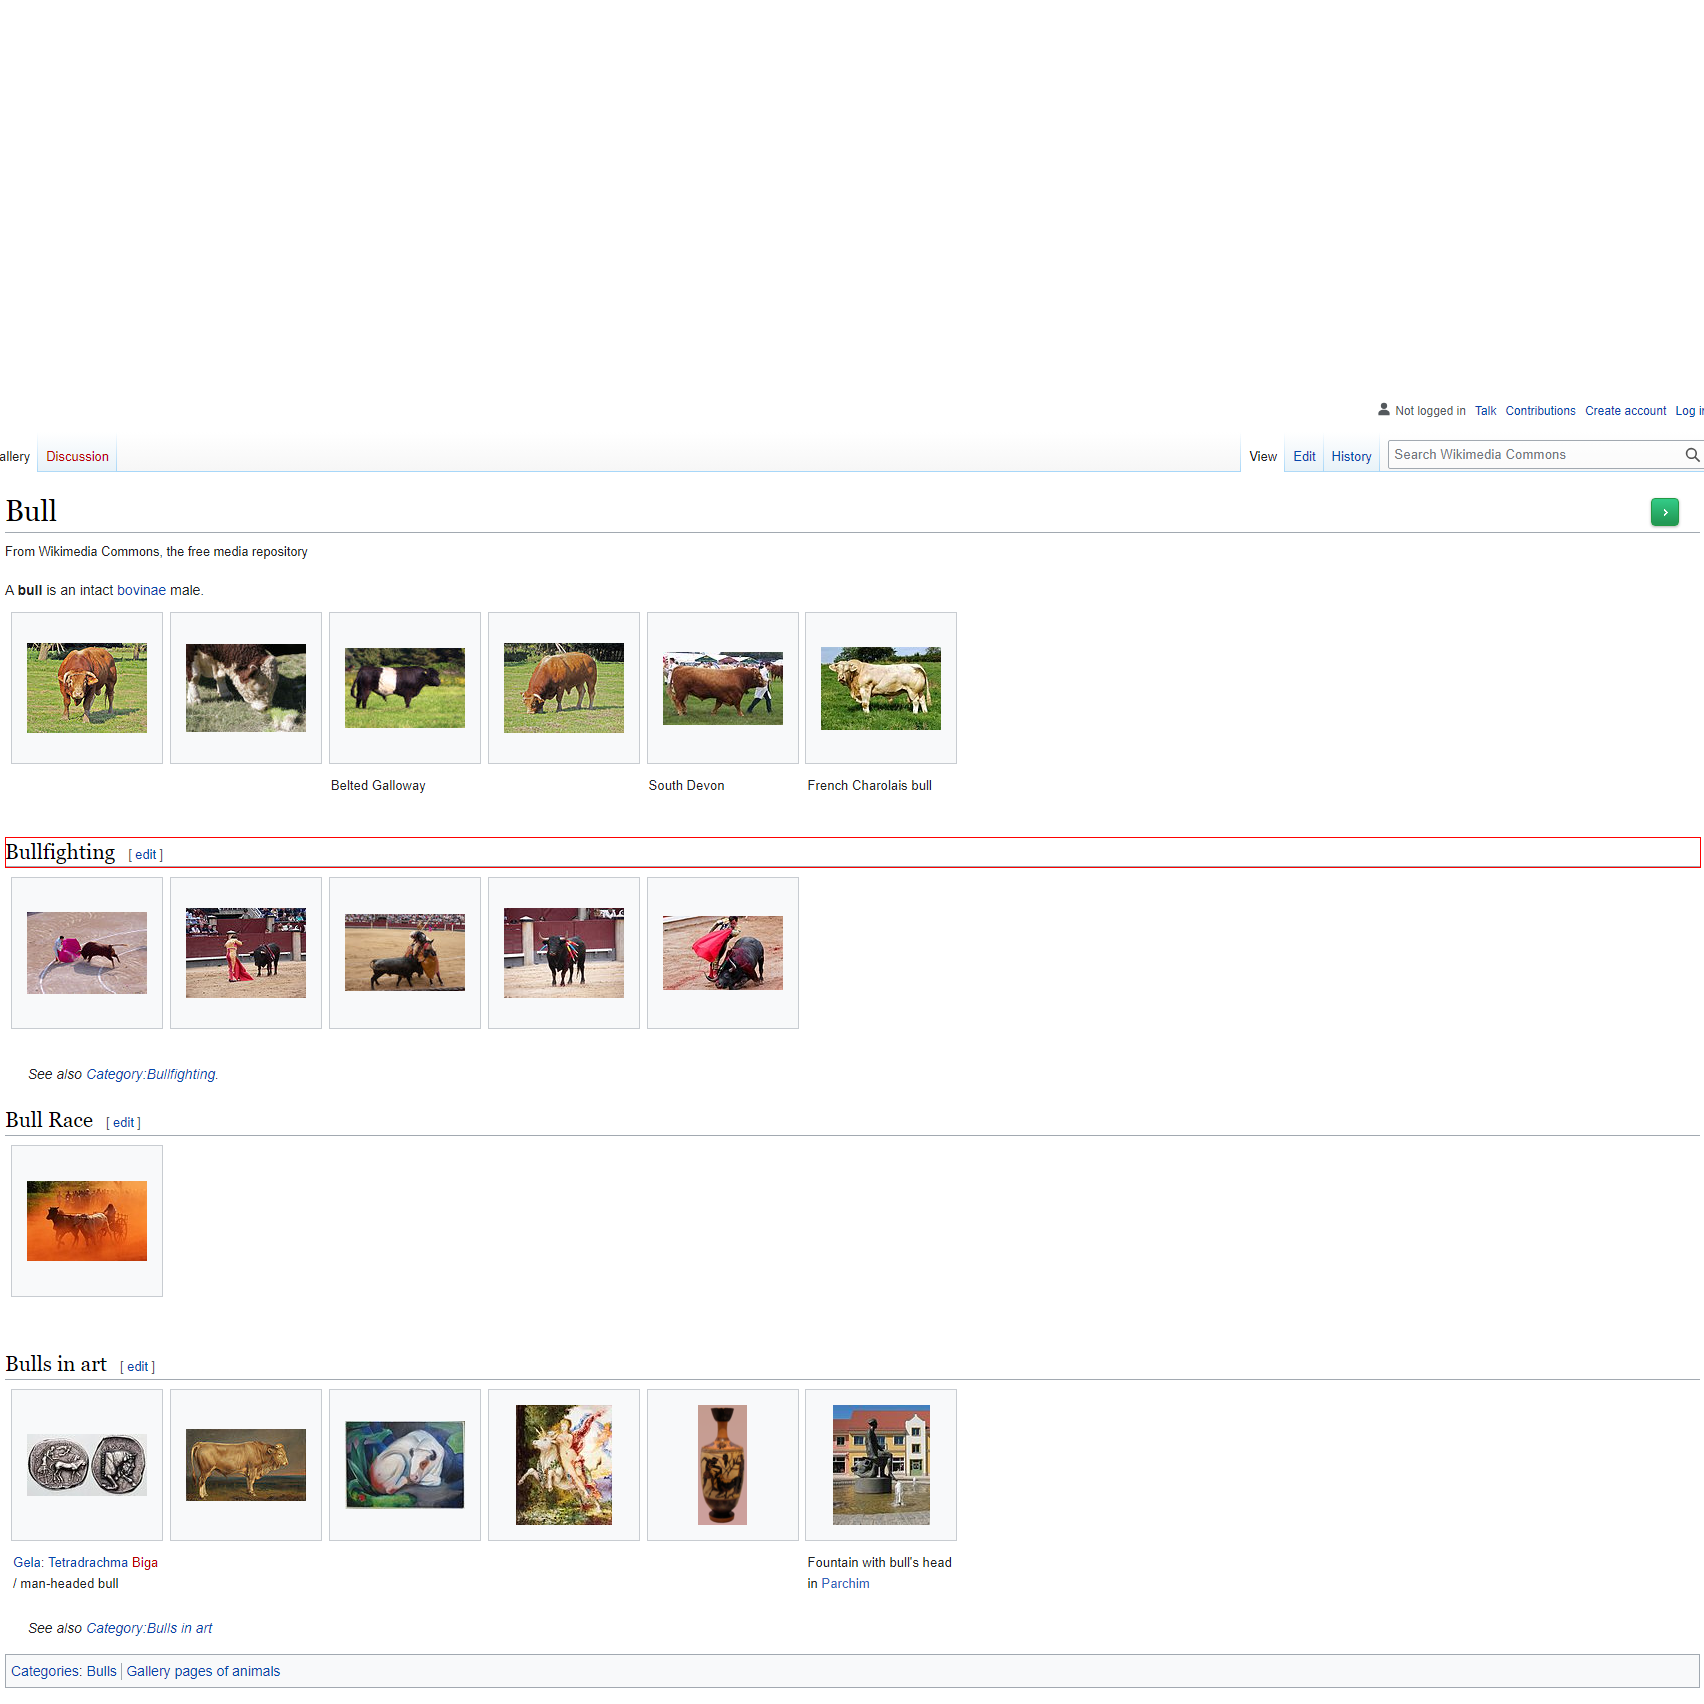 Not logged in Talk Contributions Create account Log in
allery Discussion View Edit History Search Wikimedia Commons
Bull
From Wikimedia Commons, the free media repository
A bull is an intact bovinae male.
Belted Galloway South Devon French Charolais bull
Bullfighting [ edit ]
See also Category:Bullfighting.
Bull Race [ edit ]
Bulls in art [ edit ]
Gela: Tetradrachma Biga
/ man-headed bull
Fountain with bull's head
in Parchim
See also Category:Bulls in art
Categories: Bulls Gallery pages of animals